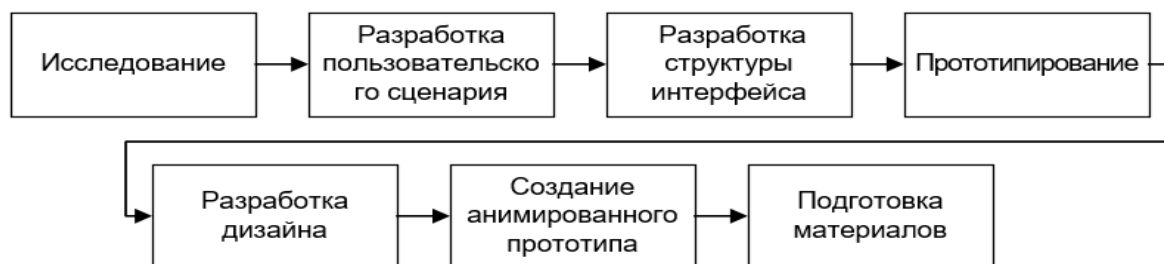 Исследование
Разработка
пользовательско
го сценария
Разработка
структуры
интерфейса
Прототипирование
Разработка
дизайна
Создание
анимированного
прототипа
Подготовка
материалов